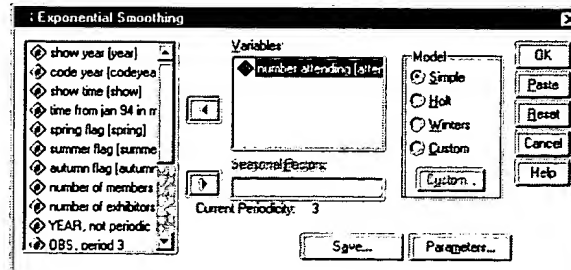 : Exponential Smoothing
show year [year]
code year [codeyea
show time [show]
time from jan 94 in m
spring flag [spring]
summer flag [summe
autumn flag [autumn
number of members
number of exhibitors
YEAR, not periodic
OBS, period 3
Variables:
number attending [atten
Seasonal Factors:
Current Periodicity: 3
Model
Simple
Holt
Winters
Custom
Custom...
OK
Paste
Reset
Cancel
Help
Save...
Parameters...